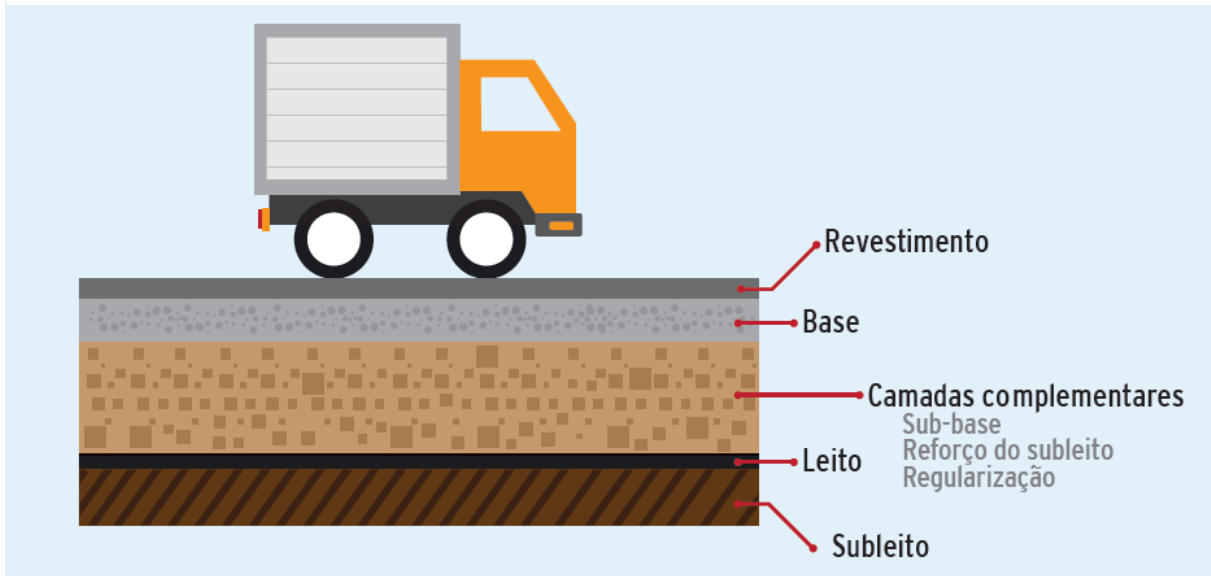 Revestimento
Base
Camadas complementares
Sub-base
Reforço do subleito
Regularização
Leito
Subleito